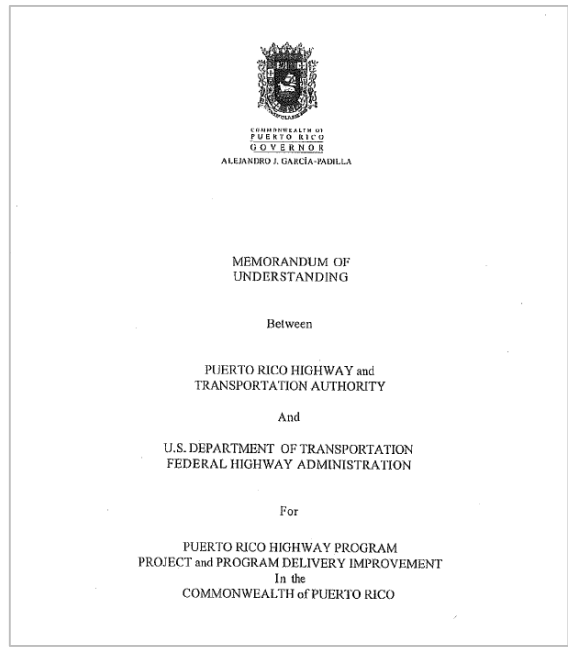 COMMONWEALTH OF
PUERTO RICO
GOVERNOR
ALEJANDRO J. GARCÍA-PADILLA
MEMORANDUM OF
UNDERSTANDING
Between
PUERTO RICO HIGHWAY and
TRANSPORTATION AUTHORITY
And
U.S. DEPARTMENT OF TRANSPORTATION
FEDERAL HIGHWAY ADMINISTRATION
For
PUERTO RICO HIGHWAY PROGRAM
PROJECT and PROGRAM DELIVERY IMPROVEMENT
In the
COMMONWEALTH of PUERTO RICO